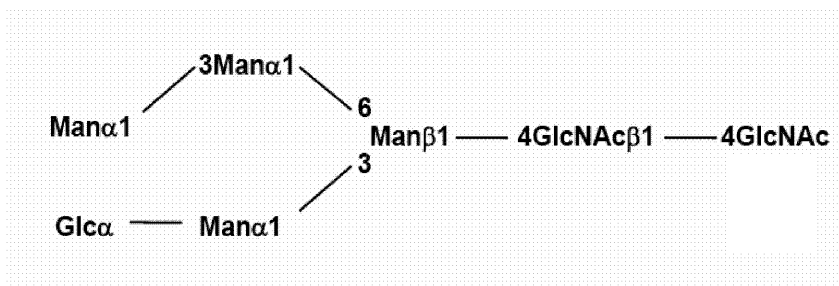 3Manα1
Manα1
6
Manβ1 4GlcNAcβ1 4GlcNAc
3
Glcα Manα1